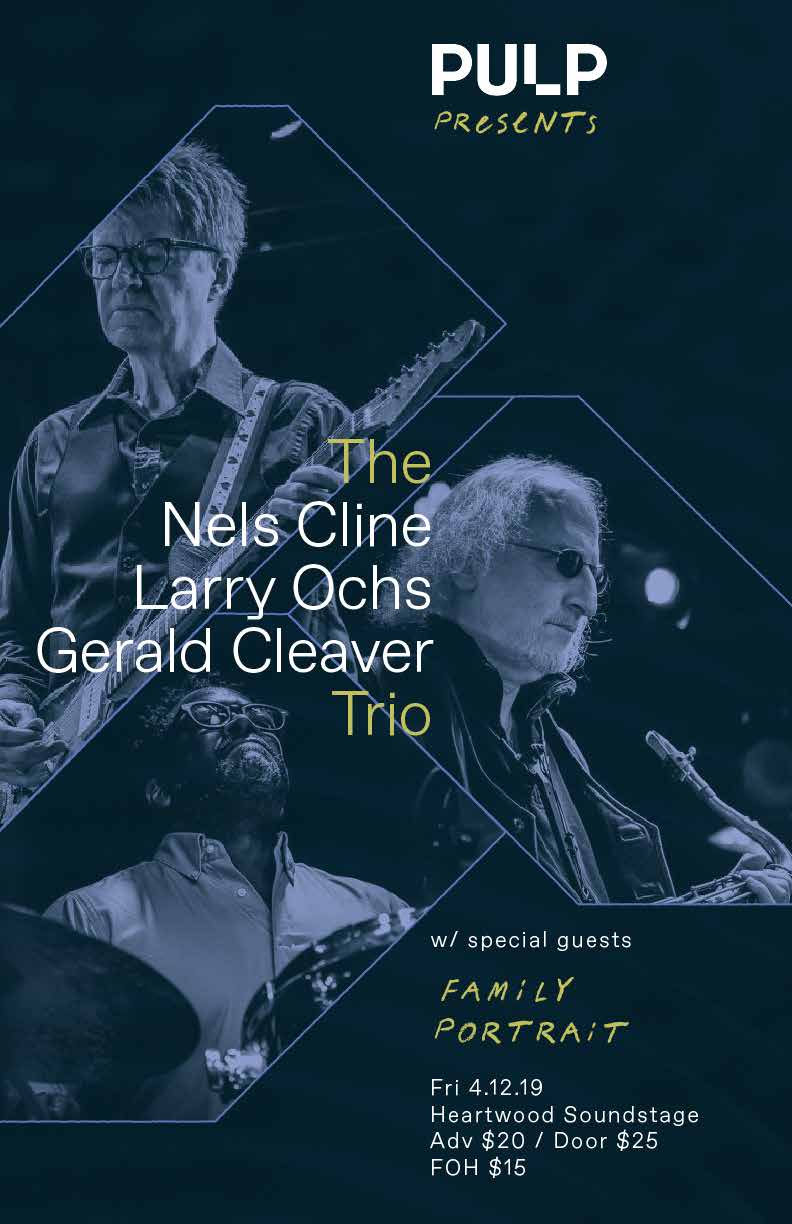 PULP
PRESENTS
The
Nels Cline
Larry Ochs
Gerald Cleaver
Trio
w/ special guests
FAMiLY
PORTRAiT
Fri 4.12.19
Heartwood Soundstage
Adv $20 / Door $25
FOH $15